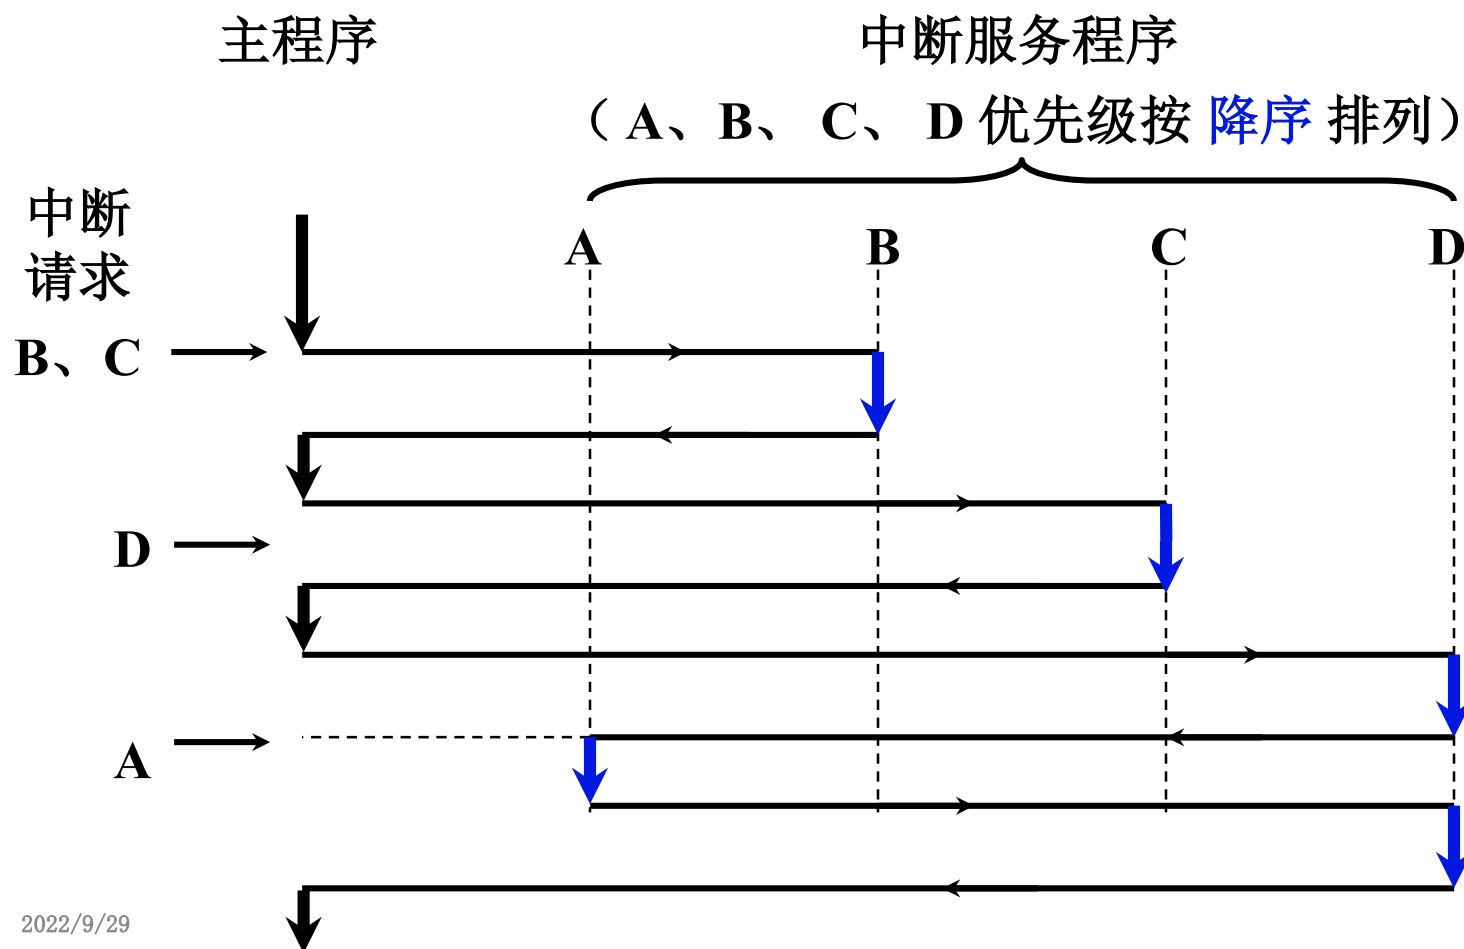 主程序
中断服务程序
（ A、B、 C、 D 优先级按 降序 排列）
中断
请求
A
B
C
D
B、C
D
A
2022/9/29